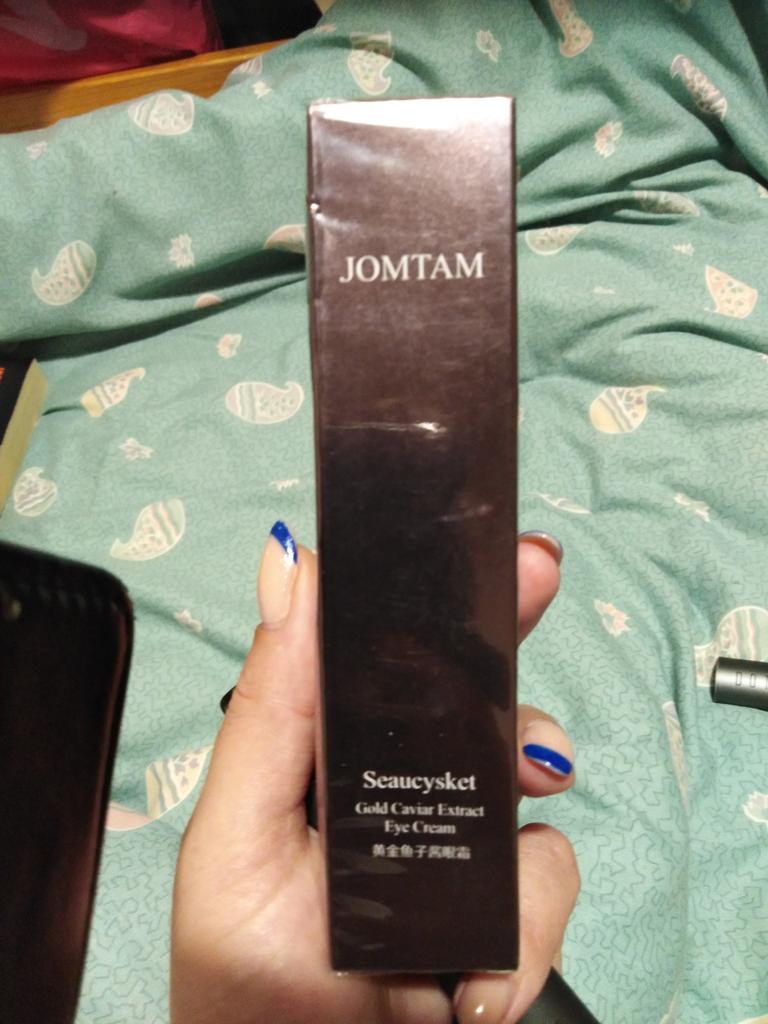 JOMTAM
Seaucysket
Gold Caviar Extract
Eye Cream
黄金鱼子酱眼霜